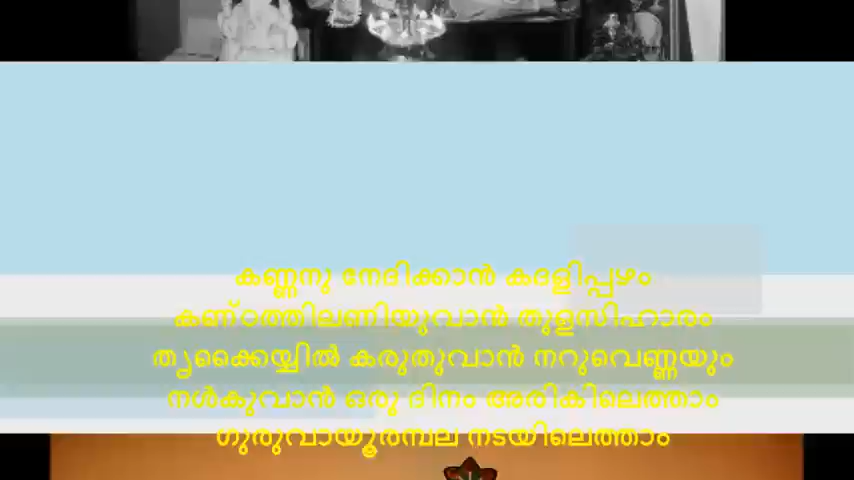 കണ്ണനു നേദിക്കാൻ കദളിപ്പഴം
കണ്ഠത്തിലണിയുവാൻ തുളസിഹാരം
തൃക്കൈയ്യിൽ കരുതുവാൻ നറുവെണ്ണയും
നൽകുവാൻ ഒരു ദിനം അരികിലെത്താം
ഗുരുവായൂരമ്പല നടയിലെത്താം